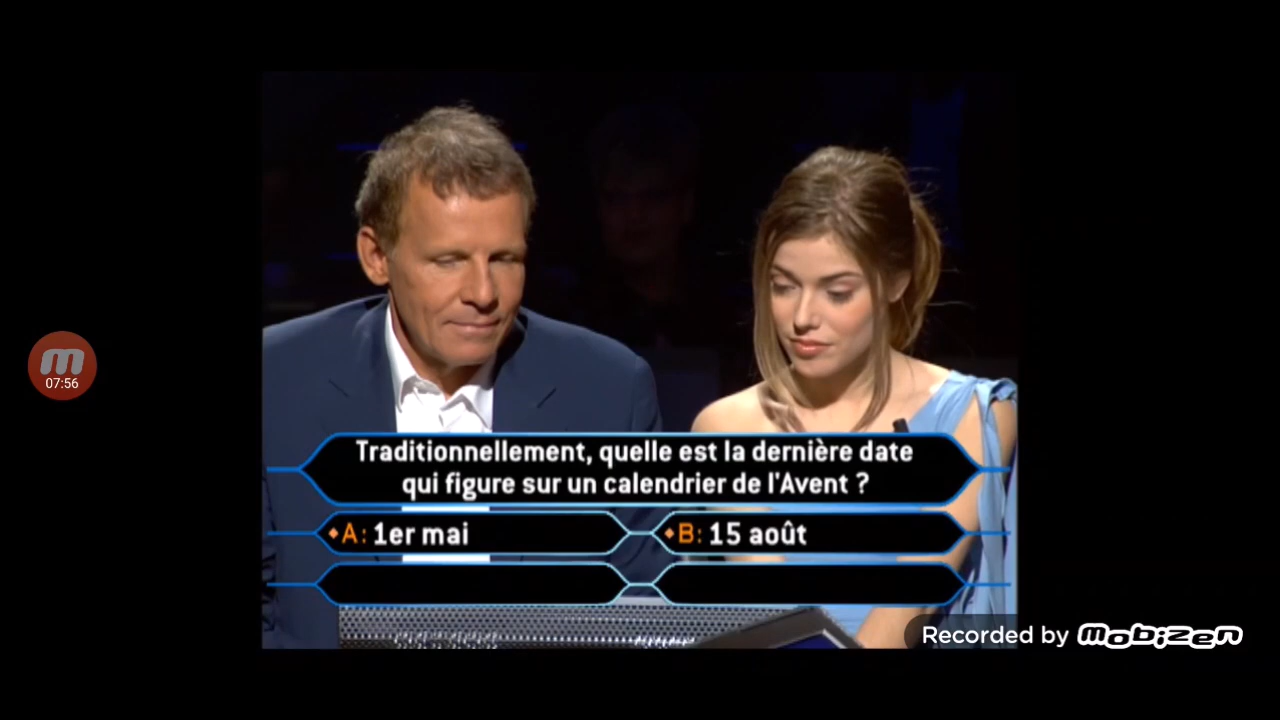 Traditionnellement, quelle est la dernière date
qui figure sur un calendrier de l'Avent ?
A: 1er mai
B: 15 août
07:56
Recorded by mobizen